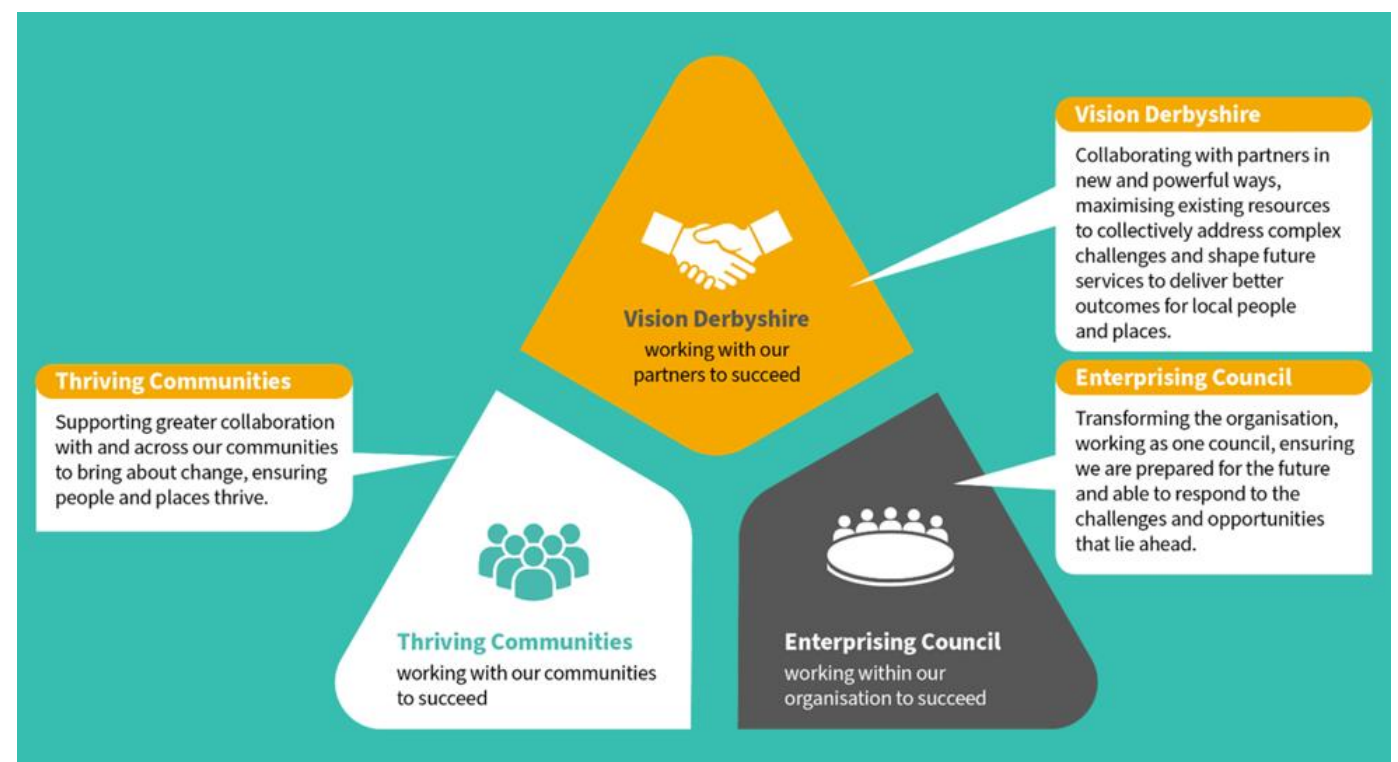 Vision Derbyshire
working with our
partners to succeed
Vision Derbyshire
Collaborating with partners in
new and powerful ways,
maximising existing resources
to collectively address complex
challenges and shape future
services to deliver better
outcomes for local people
and places.
Thriving Communities
Supporting greater collaboration
with and across our communities
to bring about change, ensuring
people and places thrive.
Enterprising Council
Transforming the organisation,
working as one council, ensuring
we are prepared for the future
and able to respond to the
challenges and opportunities
that lie ahead.
Thriving Communities
working with our communities
to succeed
Enterprising Council
working within our
organisation to succeed